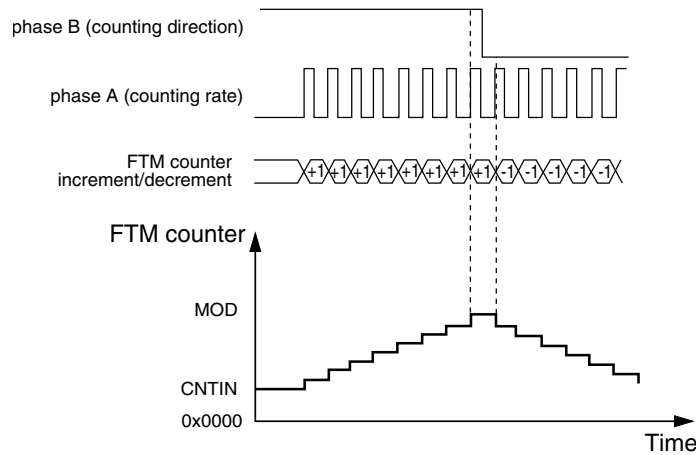 phase B (counting direction)
phase A (counting rate)
FTM counter
increment/decrement
+1 +1 +1 +1 +1 +1 +1 +1 -1 -1 -1 -1 -1
FTM counter
MOD
CNTIN
0x0000
Time